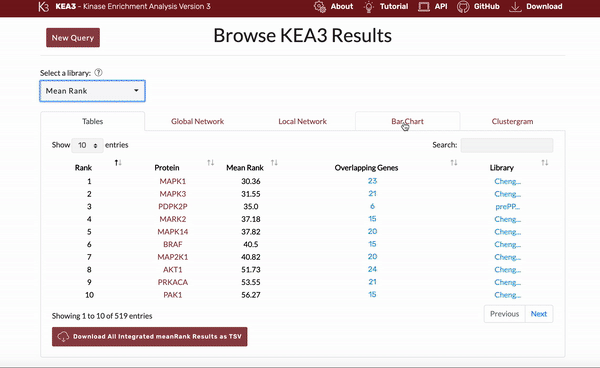 K3 KEA3 - Kinase Enrichment Analysis Version 3 About Tutorial API GitHub Download
New Query
Browse KEA3 Results
Select a library: ?
Mean Rank
Tables Global Network Local Network Bar Chart Clustergram
Show 10 entries Search:
Rank Protein Mean Rank Overlapping Genes Library
1 MAPK1 30.36 23 Cheng...
2 MAPK3 31.55 21 Cheng...
3 PDPK2P 35.0 6 prePP...
4 MARK2 37.18 15 Cheng...
5 MAPK14 37.82 20 Cheng...
6 BRAF 40.5 15 Cheng...
7 MAP2K1 40.82 20 Cheng...
8 AKT1 51.73 24 Cheng...
9 PRKACA 53.55 21 Cheng...
10 PAK1 56.27 15 Cheng...
Showing 1 to 10 of 519 entries Previous Next
Download All Integrated meanRank Results as TSV